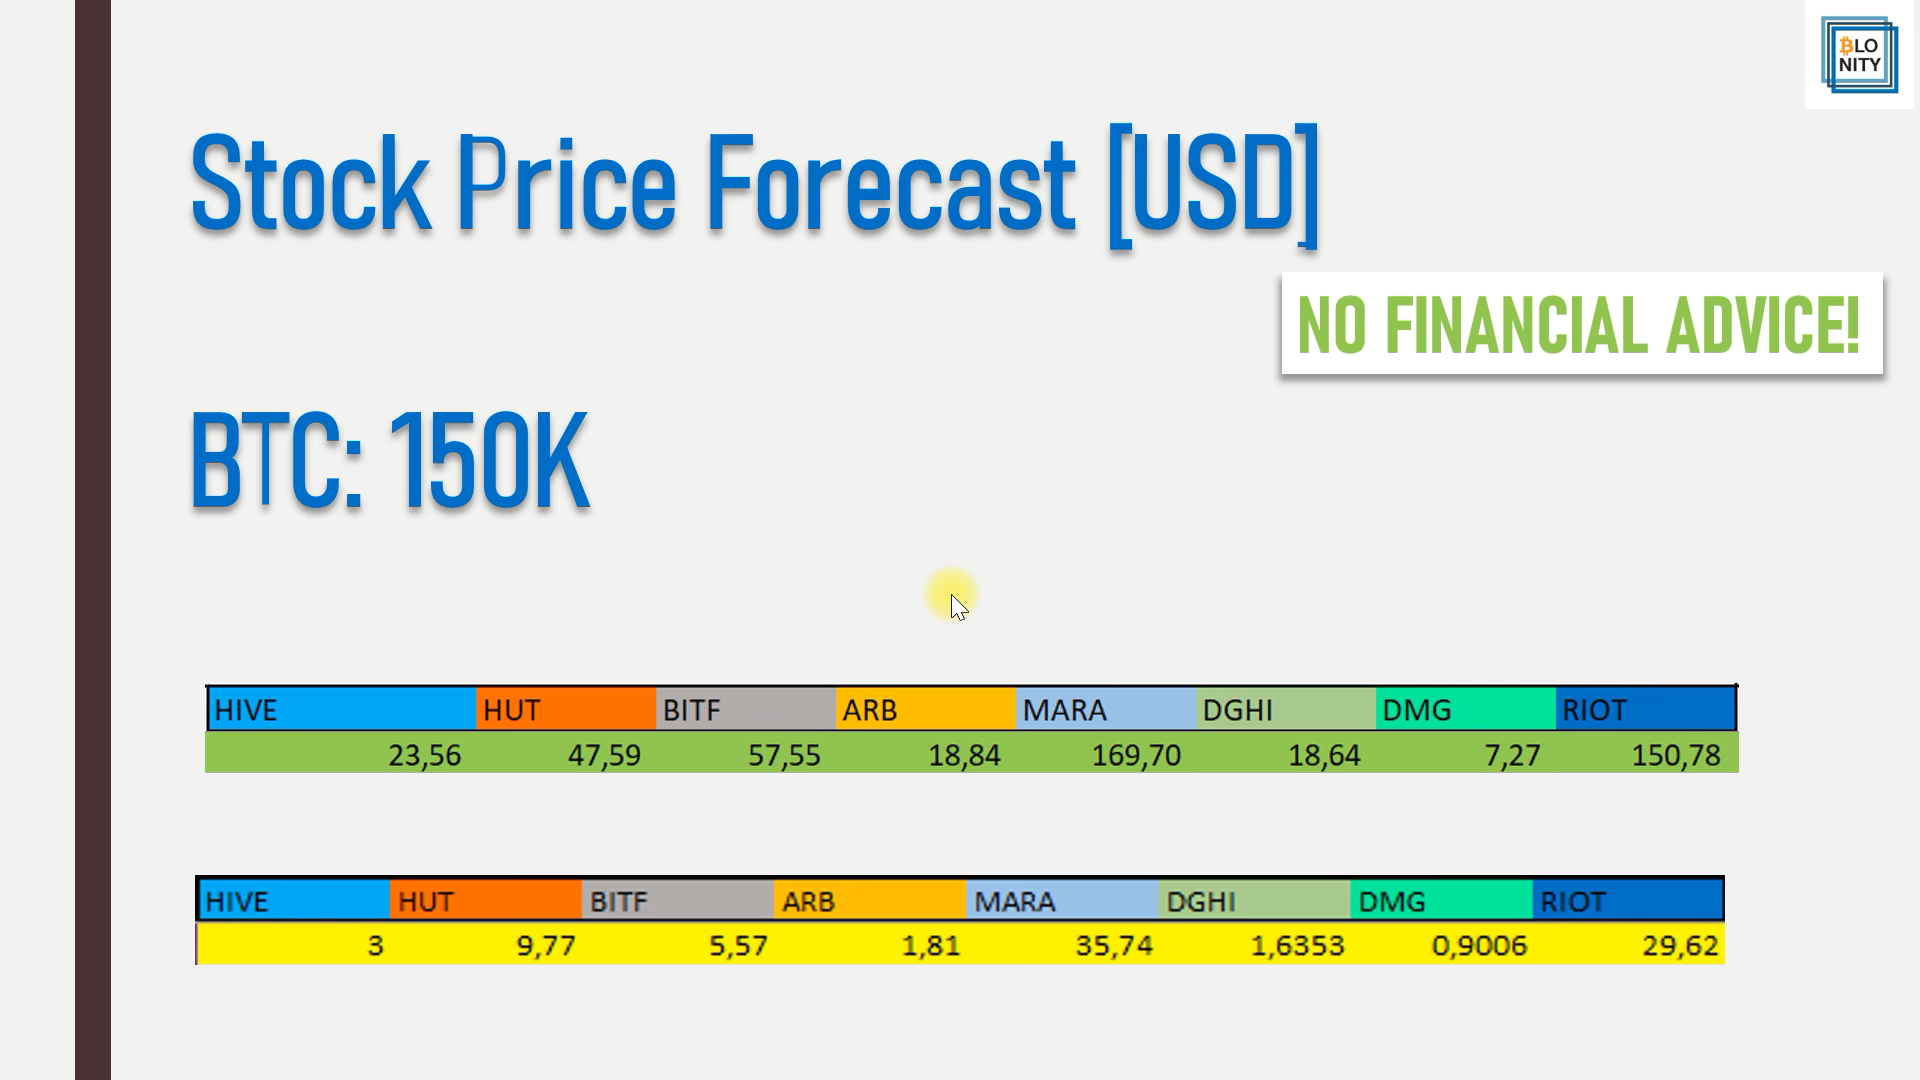 ₿LO
NITY
Stock Price Forecast [USD]
NO FINANCIAL ADVICE!
BTC: 150K
HIVE HUT BITF ARB MARA DGHI DMG RIOT
23,56 47,59 57,55 18,84 169,70 18,64 7,27 150,78
HIVE HUT BITF ARB MARA DGHI DMG RIOT
3 9,77 5,57 1,81 35,74 1,6353 0,9006 29,62